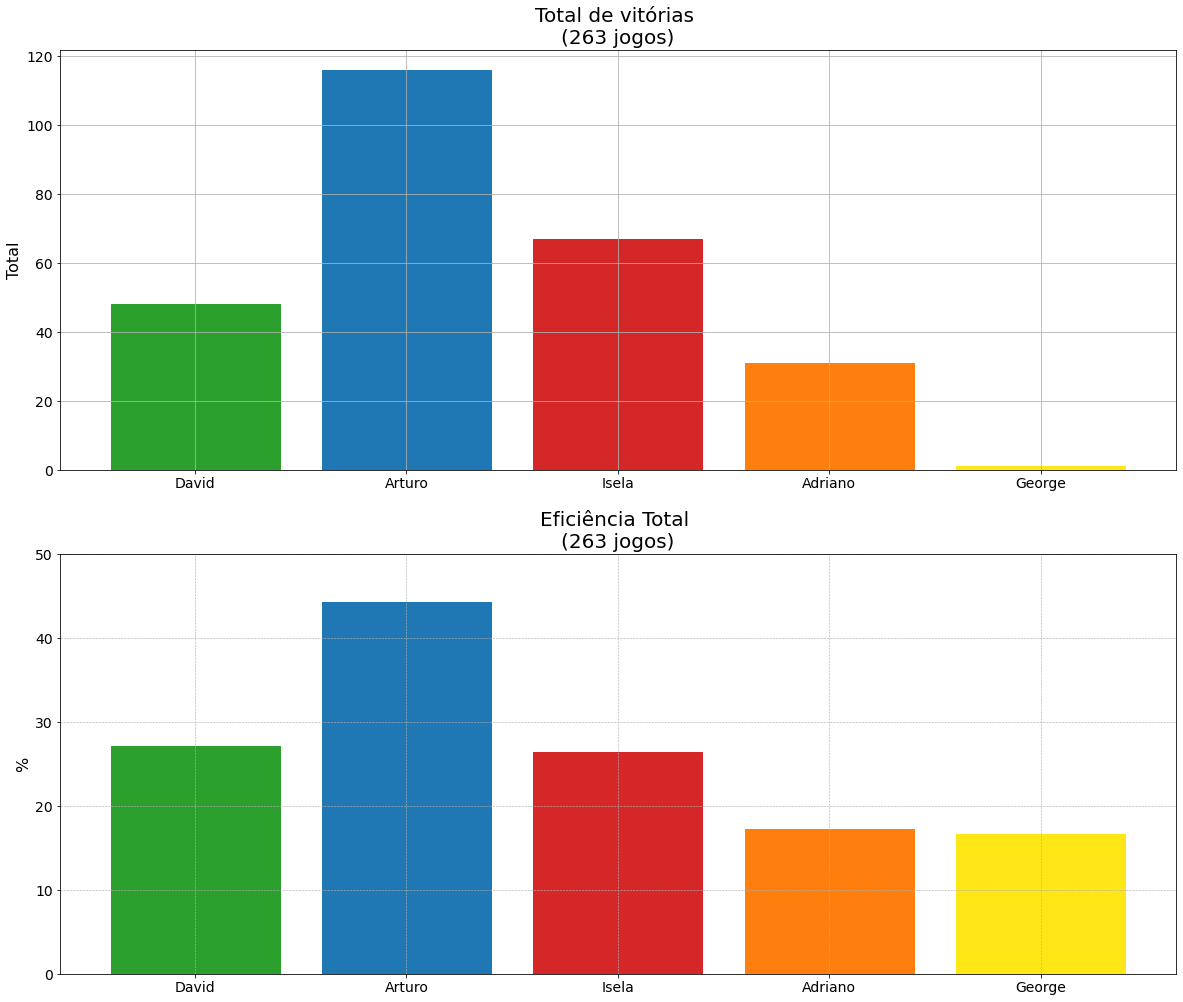 Total de vitórias
(263 jogos)
120
100
80
60
40
20
0
Total
David Arturo Isela Adriano George
Eficiência Total
(263 jogos)
50
40
30
20
10
0
%
David Arturo Isela Adriano George